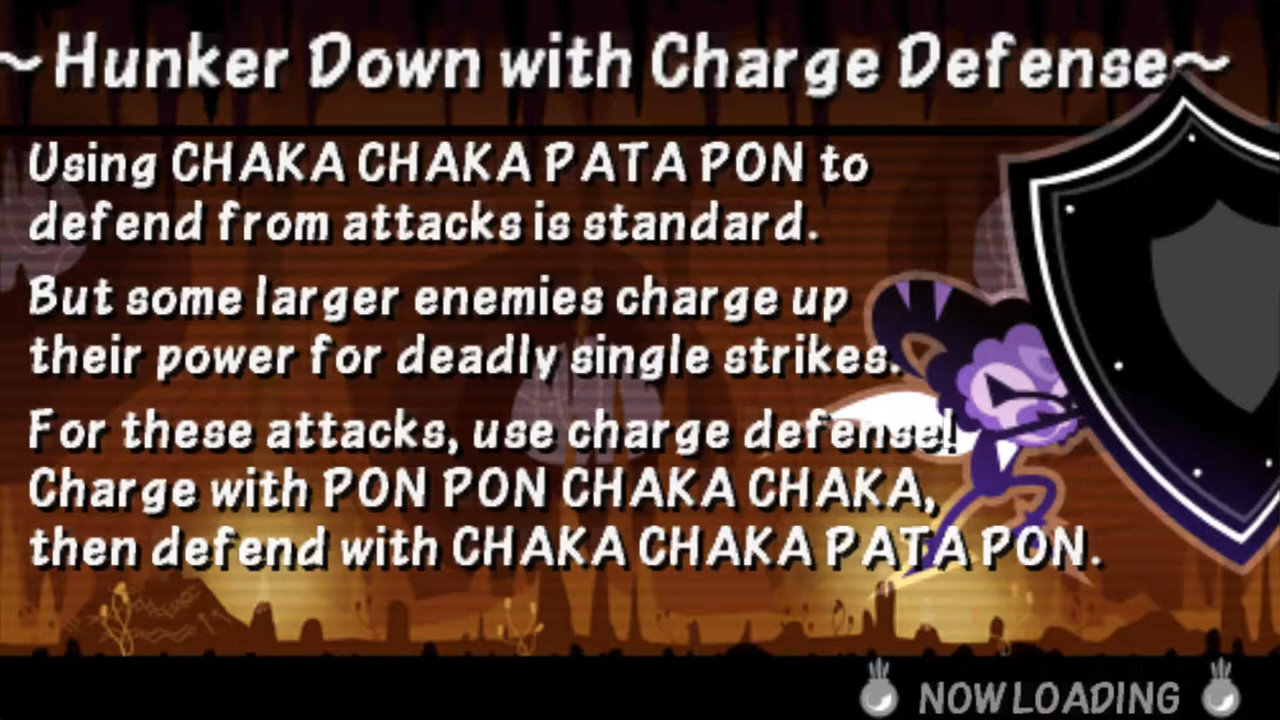 ~Hunker Down with Charge Defense~
Using CHAKA CHAKA PATA PON to
defend from attacks is standard.
But some larger enemies charge up
their power for deadly single strikes.
For these attacks, use charge defense!
Charge with PON PON CHAKA CHAKA,
then defend with CHAKA CHAKA PATA PON.
NOW LOADING